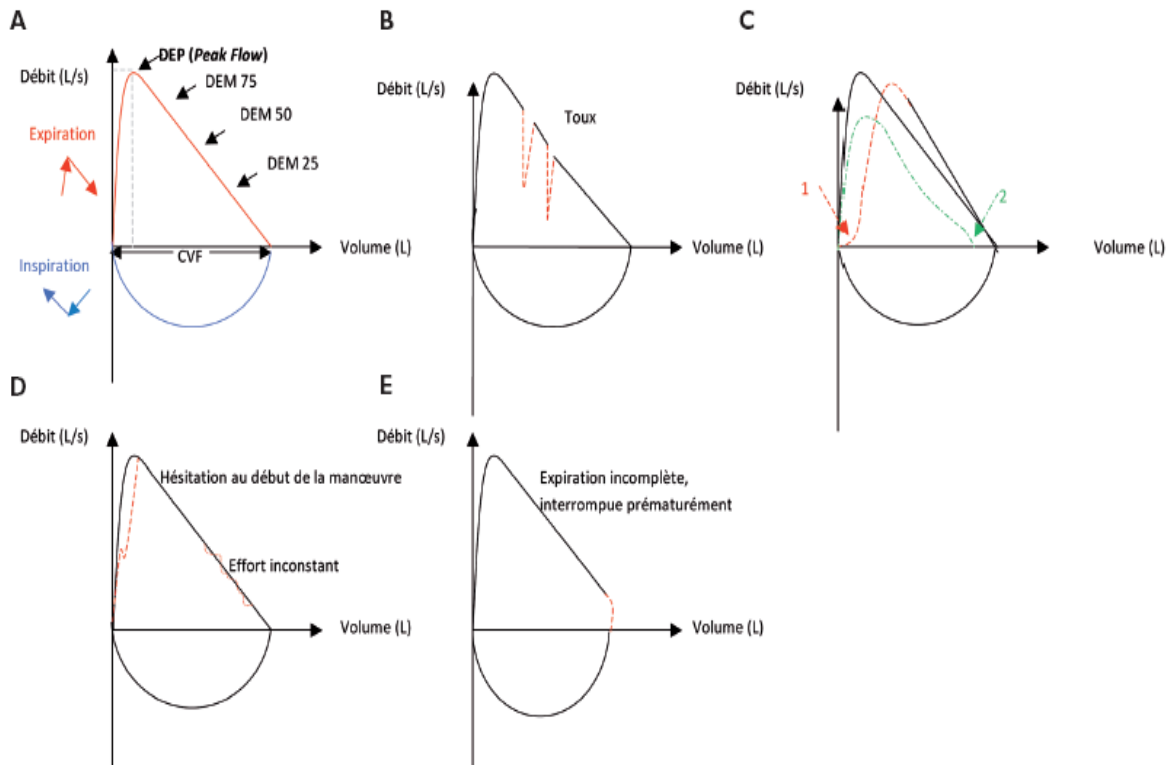 A
DEP (Peak Flow)
Débit (L/s)
DEM 75
DEM 50
Expiration
DEM 25
Volume (L)
CVF
Inspiration
B
Débit (L/s)
Toux
Volume (L)
C
Débit (L/s)
1
2
Volume (L)
D
Débit (L/s)
Hésitation au début de la manœuvre
Effort inconstant
Volume (L)
E
Débit (L/s)
Expiration incomplète,
interrompue prématurément
Volume (L)